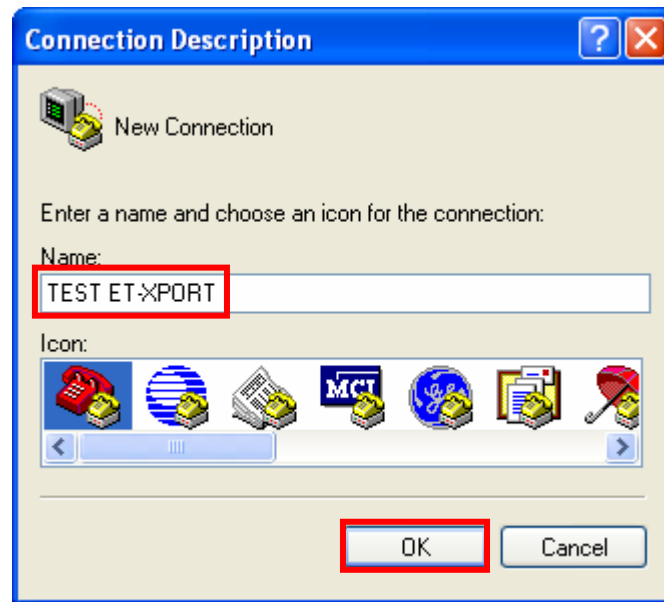 Connection Description
New Connection
Enter a name and choose an icon for the connection:
Name:
TEST ET-XPORT
Icon:
MCI
OK Cancel